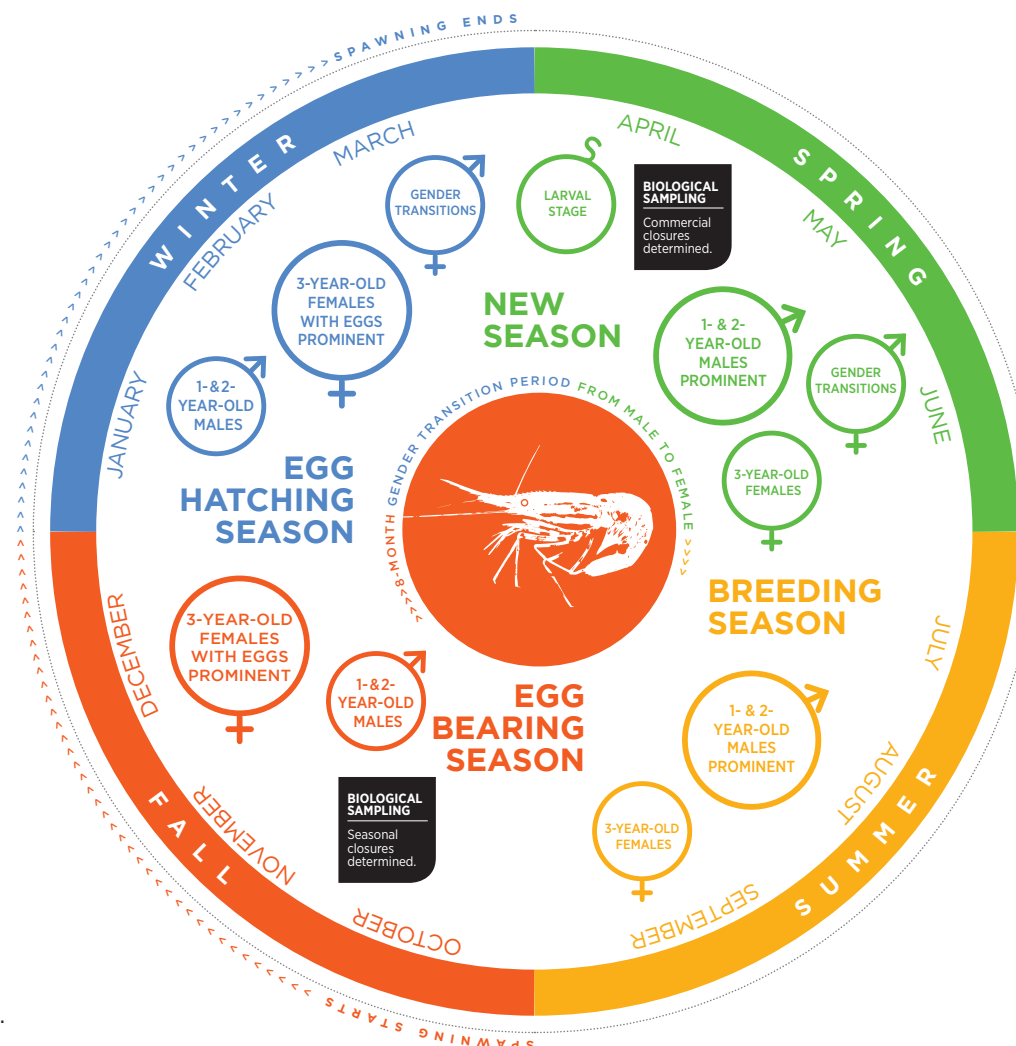 >>>>>>>>SPAWNING ENDS
WINTER
MARCH
FEBRUARY
JANUARY
GENDER
TRANSITIONS
3-YEAR-OLD
FEMALES
WITH EGGS
PROMINENT
1-&2-
YEAR-OLD
MALES
EGG
HATCHING
SEASON
SPRING
APRIL
MAY
JUNE
LARVAL
STAGE
BIOLOGICAL
SAMPLING
Commercial
closures
determined.
NEW
SEASON
1- & 2-
YEAR-OLD
MALES
PROMINENT
GENDER
TRANSITIONS
3-YEAR-OLD
FEMALES
>>>>8-MONTH GENDER TRANSITION PERIOD FROM MALE TO FEMALE >>>>
BREEDING
SEASON
SUMMER
JULY
AUGUST
SEPTEMBER
1- & 2-
YEAR-OLD
MALES
PROMINENT
3-YEAR-OLD
FEMALES
EGG
BEARING
SEASON
FALL
OCTOBER
NOVEMBER
DECEMBER
3-YEAR-OLD
FEMALES
WITH EGGS
PROMINENT
1-&2-
YEAR-OLD
MALES
BIOLOGICAL
SAMPLING
Seasonal
closures
determined.
SPAWNING STARTS >>>>>>>>
.